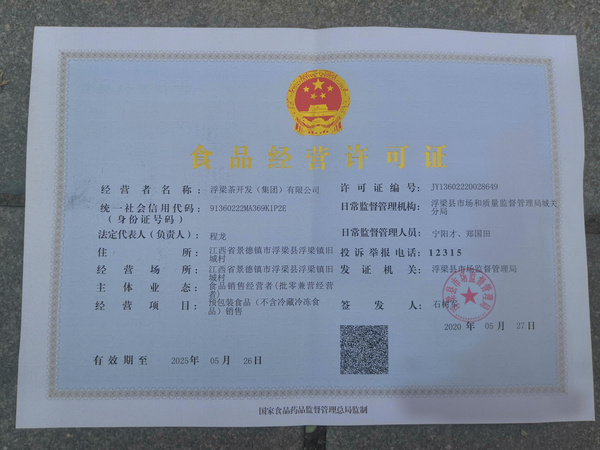 食品经营许可证
经营者名称：浮梁茶开发（集团）有限公司
许可证编号：JY13602220028649
统一社会信用代码：91360222MA369K1P2E
（身份证号码）
日常监督管理机构：浮梁县市场和质量监督管理局城关
分局
法定代表人（负责人）：程龙
日常监督管理人员：宁阳才、郑国田
住所：江西省景德镇市浮梁县浮梁镇旧
城村
投诉举报电话：12315
经营场所：江西省景德镇市浮梁县浮梁镇旧
城村
发证机关：浮梁县市场监督管理局
主体业态：食品销售经营者(批零兼营经营
者)
经营项目：预包装食品（不含冷藏冷冻食
品）销售
签发人：石树
2020 年 05 月 27 日
有效期至 2025年 05 月 26日
国家食品药品监督管理总局监制